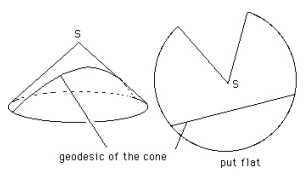 S
S
geodesic of the cone
put flat